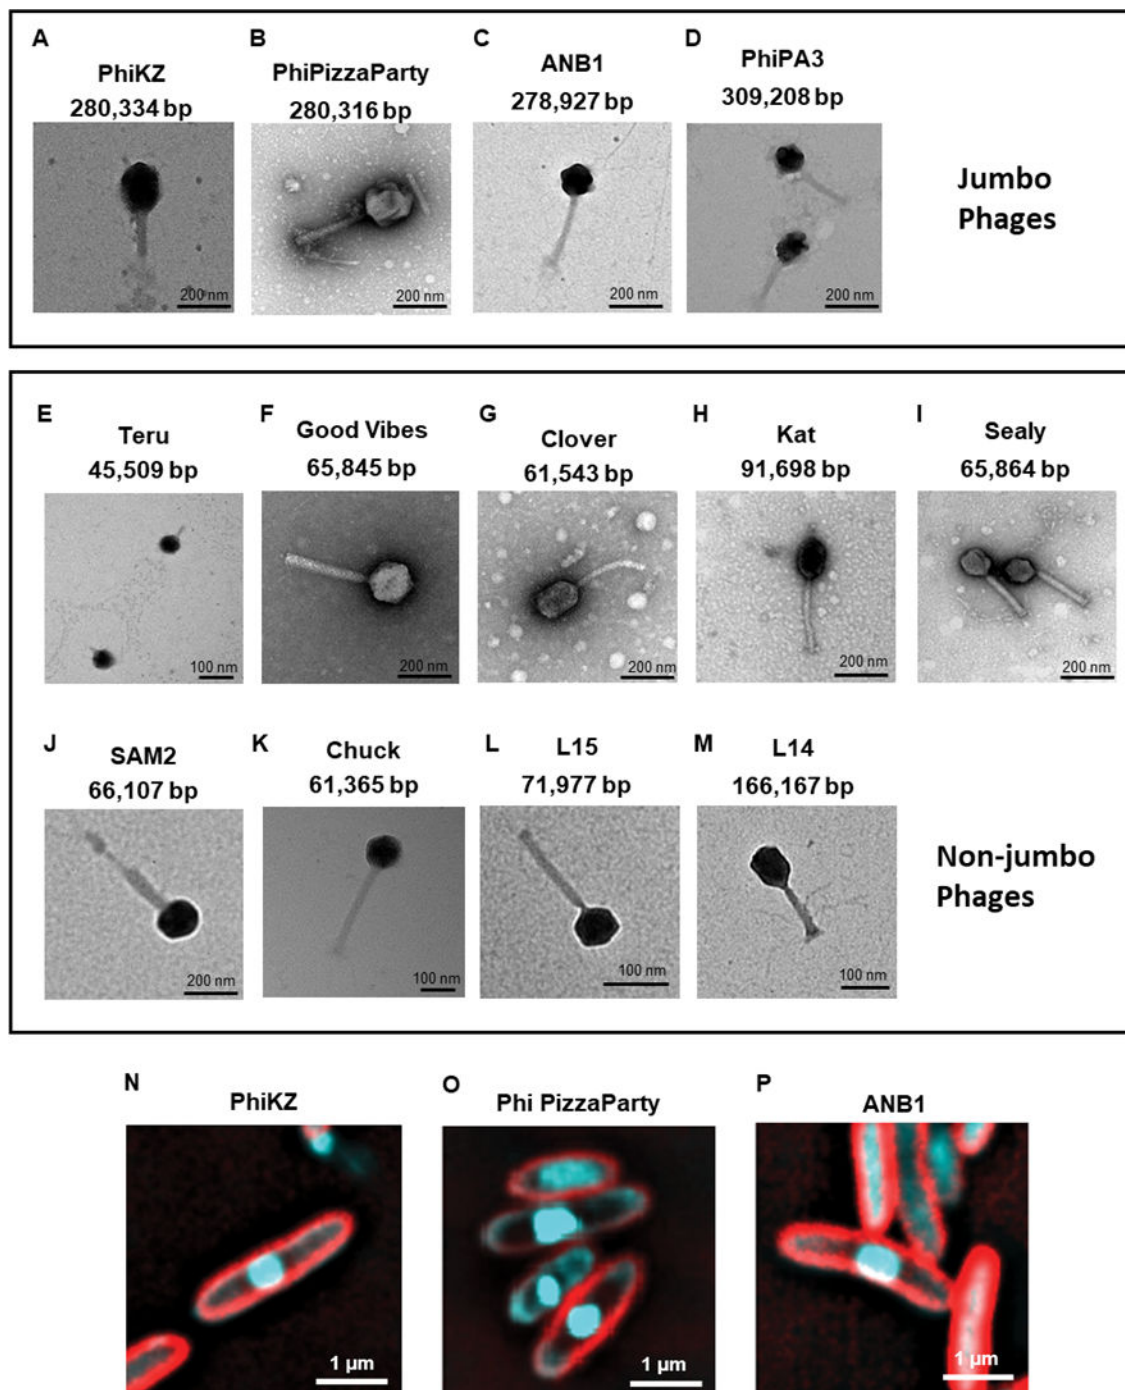 A
PhiKZ
280,334 bp
200 nm
B
PhiPizzaParty
280,316 bp
200 nm
C
ANB1
278,927 bp
200 nm
D
PhiPA3
309,208 bp
200 nm
Jumbo
Phages
E
Teru
45,509 bp
100 nm
F
Good Vibes
65,845 bp
200 nm
G
Clover
61,543 bp
200 nm
H
Kat
91,698 bp
200 nm
I
Sealy
65,864 bp
200 nm
J
SAM2
66,107 bp
200 nm
K
Chuck
61,365 bp
100 nm
L
L15
71,977 bp
100 nm
M
L14
166,167 bp
100 nm
Non-jumbo
Phages
N
PhiKZ
1 µm
O
Phi PizzaParty
1 µm
P
ANB1
1 µm